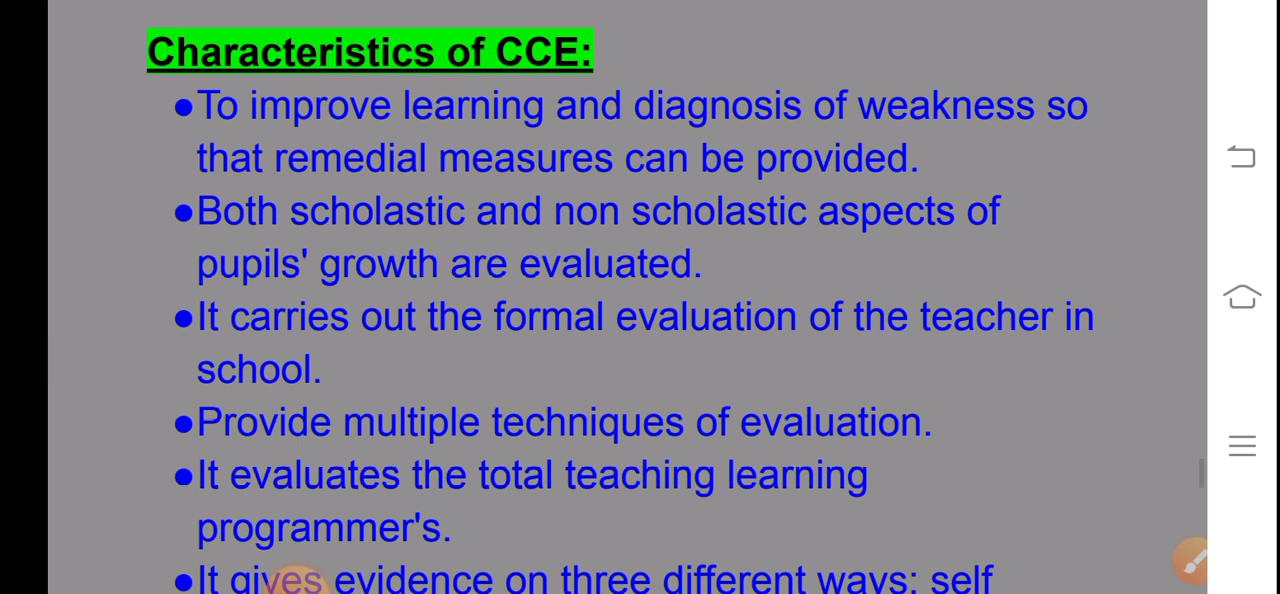 Characteristics of CCE:
●To improve learning and diagnosis of weakness so
that remedial measures can be provided.
●Both scholastic and non scholastic aspects of
pupils' growth are evaluated.
●It carries out the formal evaluation of the teacher in
school.
●Provide multiple techniques of evaluation.
●It evaluates the total teaching learning
programmer's.
●It gives evidence on three different ways: self